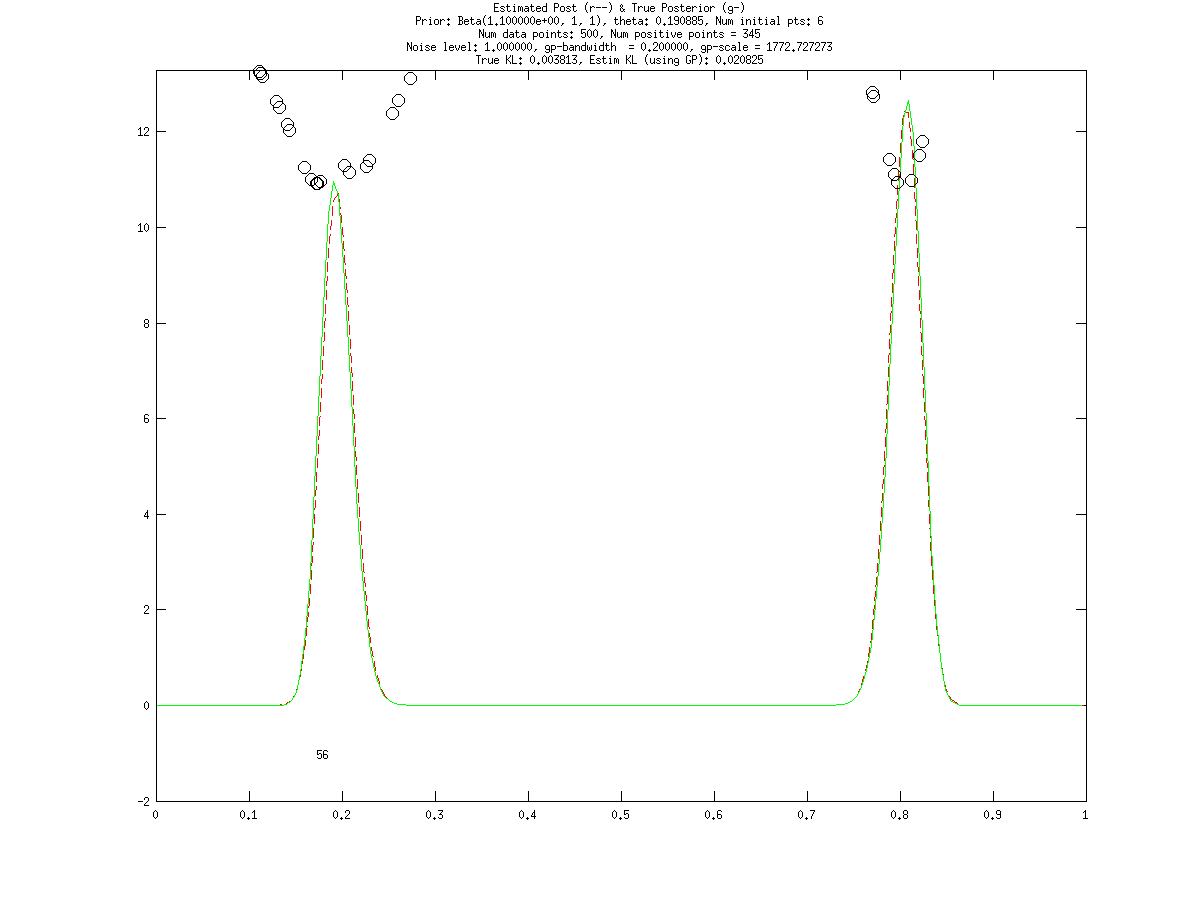 Estimated Post (r--) & True Posterior (g-)
Prior: Beta(1.100000e+00, 1, 1), theta: 0.190885, Num initial pts: 6
Num data points: 500, Num positive points = 345
Noise level: 1.000000, gp-bandwidth  = 0.200000, gp-scale = 1772.727273
True KL: 0.003813, Estim KL (using GP): 0.020825
12
10
8
6
4
2
0
56
-2
0 0.1 0.2 0.3 0.4 0.5 0.6 0.7 0.8 0.9 1